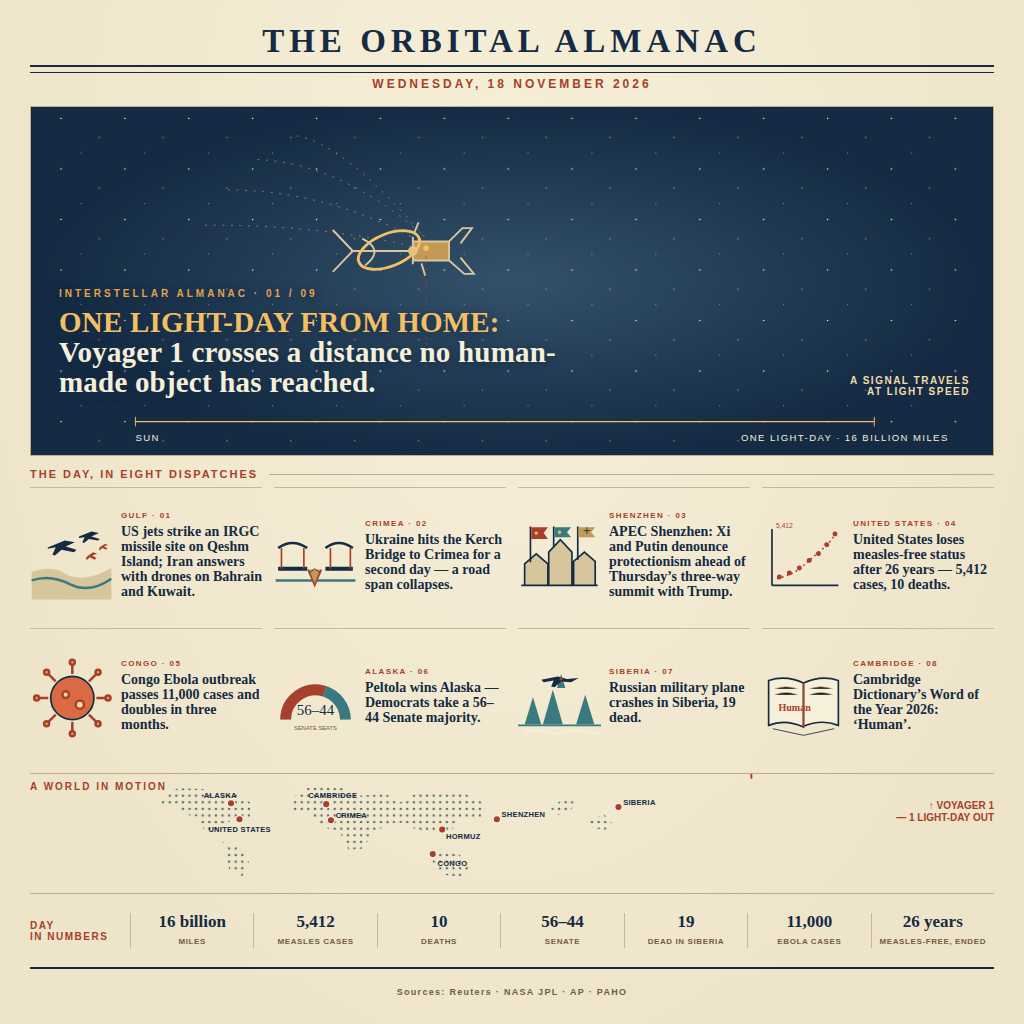 THE ORBITAL ALMANAC
WEDNESDAY, 18 NOVEMBER 2026
INTERSTELLAR ALMANAC · 01 / 09
ONE LIGHT-DAY FROM HOME:
Voyager 1 crosses a distance no human-
made object has reached.
A SIGNAL TRAVELS
AT LIGHT SPEED
SUN
ONE LIGHT-DAY · 16 BILLION MILES
THE DAY, IN EIGHT DISPATCHES
GULF · 01
US jets strike an IRGC
missile site on Qeshm
Island; Iran answers
with drones on Bahrain
and Kuwait.
CRIMEA · 02
Ukraine hits the Kerch
Bridge to Crimea for a
second day — a road
span collapses.
SHENZHEN · 03
APEC Shenzhen: Xi
and Putin denounce
protectionism ahead of
Thursday’s three-way
summit with Trump.
5,412
UNITED STATES · 04
United States loses
measles-free status
after 26 years — 5,412
cases, 10 deaths.
CONGO · 05
Congo Ebola outbreak
passes 11,000 cases and
doubles in three
months.
56–44
SENATE SEATS
ALASKA · 06
Peltola wins Alaska —
Democrats take a 56–
44 Senate majority.
SIBERIA · 07
Russian military plane
crashes in Siberia, 19
dead.
Human
CAMBRIDGE · 08
Cambridge
Dictionary’s Word of
the Year 2026:
‘Human’.
A WORLD IN MOTION
ALASKA
UNITED STATES
CAMBRIDGE
CRIMEA
HORMUZ
CONGO
SHENZHEN
SIBERIA
↑ VOYAGER 1
— 1 LIGHT-DAY OUT
DAY
IN NUMBERS
16 billion
MILES
5,412
MEASLES CASES
10
DEATHS
56–44
SENATE
19
DEAD IN SIBERIA
11,000
EBOLA CASES
26 years
MEASLES-FREE, ENDED
Sources: Reuters · NASA JPL · AP · PAHO